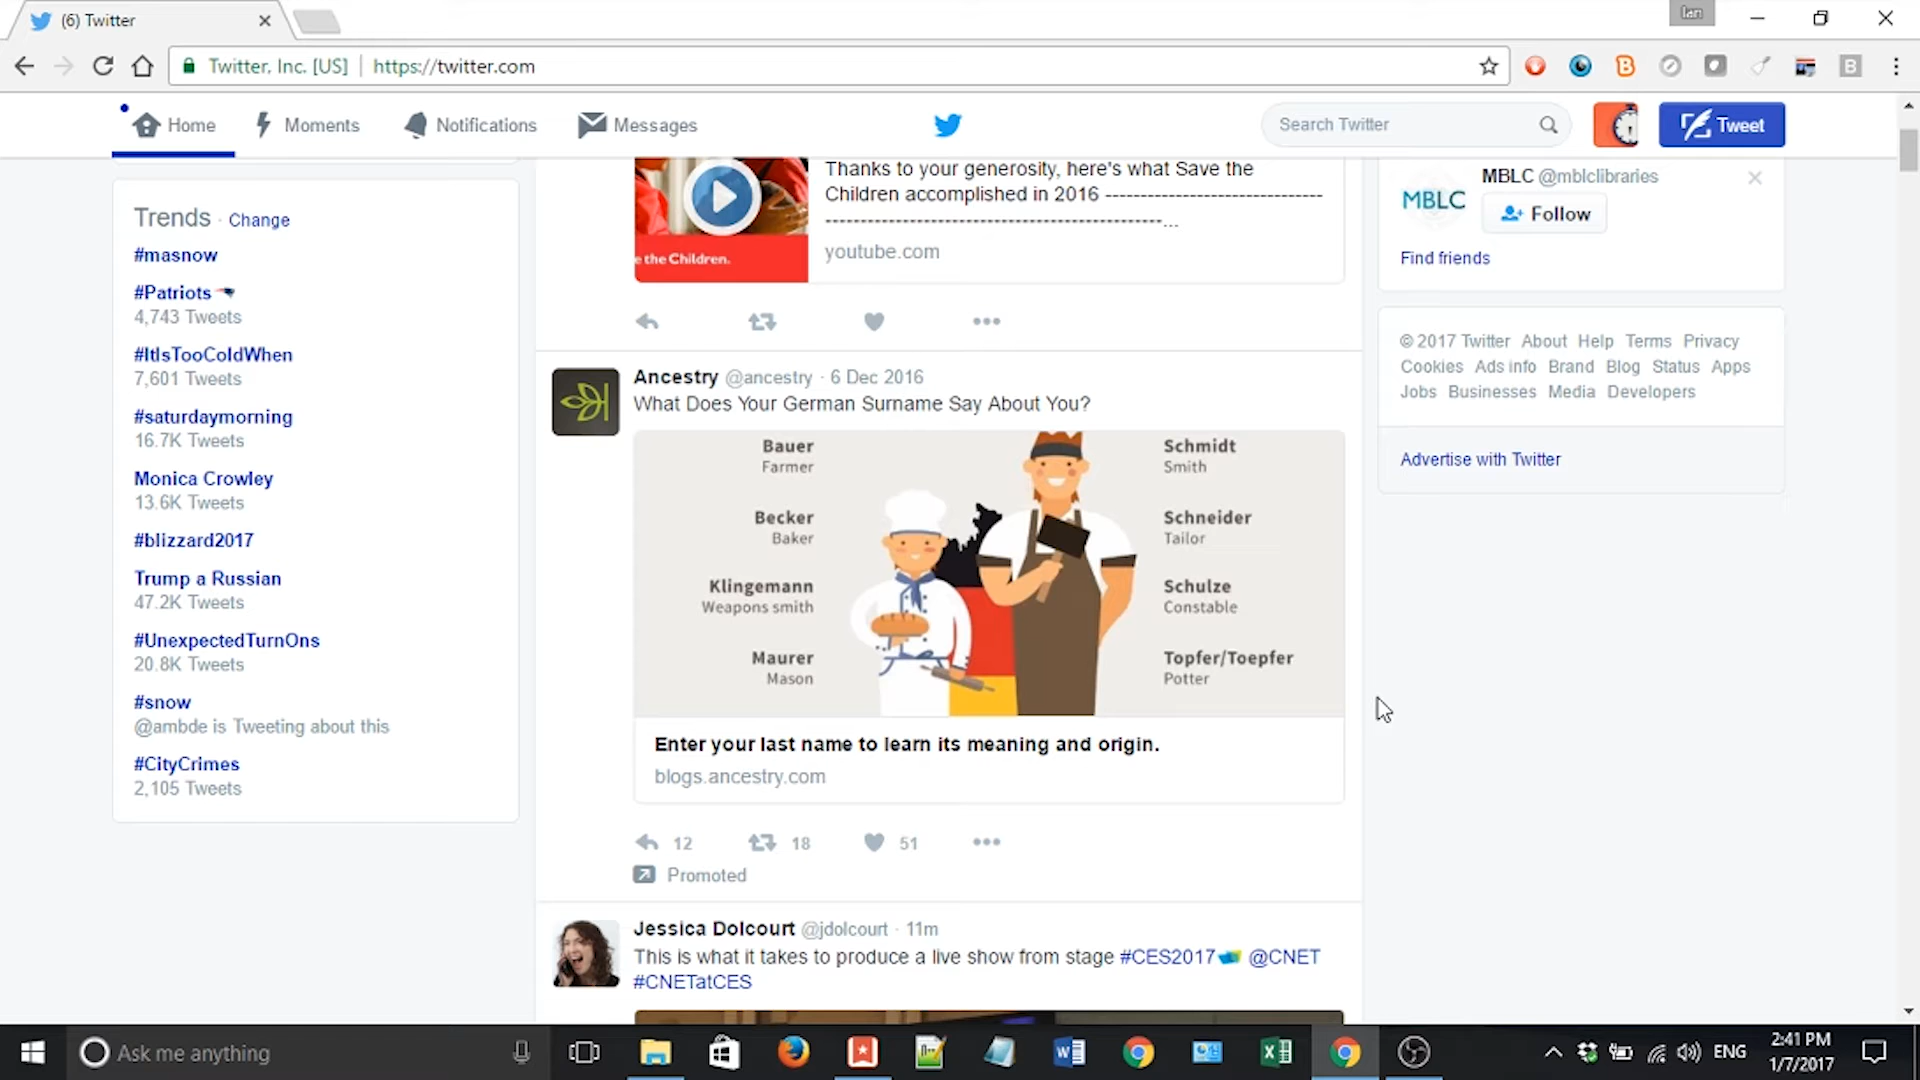 (6) Twitter
Ian
Twitter, Inc. [US] | https://twitter.com
Home
Moments
Notifications
Messages
Search Twitter
Tweet
Trends · Change
#masnow
#Patriots
4,743 Tweets
#ItIsTooColdWhen
7,601 Tweets
#saturdaymorning
16.7K Tweets
Monica Crowley
13.6K Tweets
#blizzard2017
Trump a Russian
47.2K Tweets
#UnexpectedTurnOns
20.8K Tweets
#snow
@ambde is Tweeting about this
#CityCrimes
2,105 Tweets
e the Children.
Thanks to your generosity, here's what Save the
Children accomplished in 2016 -------------------------------
------------------------------------------------...
youtube.com
Ancestry @ancestry · 6 Dec 2016
What Does Your German Surname Say About You?
Bauer
Farmer
Becker
Baker
Klingemann
Weapons smith
Maurer
Mason
Schmidt
Smith
Schneider
Tailor
Schulze
Constable
Topfer/Toepfer
Potter
Enter your last name to learn its meaning and origin.
blogs.ancestry.com
12
18
51
Promoted
Jessica Dolcourt @jdolcourt · 11m
This is what it takes to produce a live show from stage #CES2017 @CNET
#CNETatCES
MBLC
MBLC @mblclibraries
Follow
Find friends
© 2017 Twitter About Help Terms Privacy
Cookies Ads info Brand Blog Status Apps
Jobs Businesses Media Developers
Advertise with Twitter
Ask me anything
ENG
2:41 PM
1/7/2017